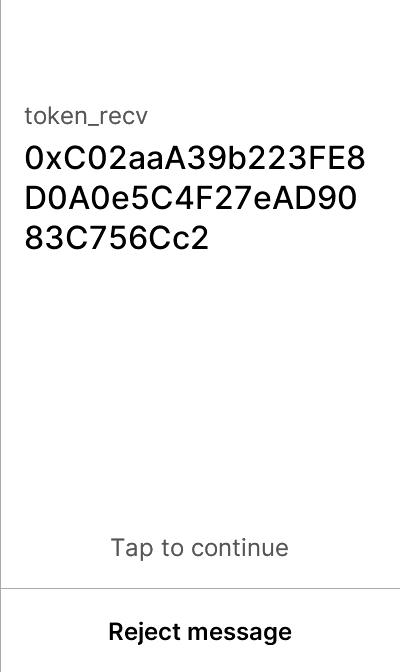 token_recv
0xC02aaA39b223FE8
D0A0e5C4F27eAD90
83C756Cc2
Tap to continue
Reject message